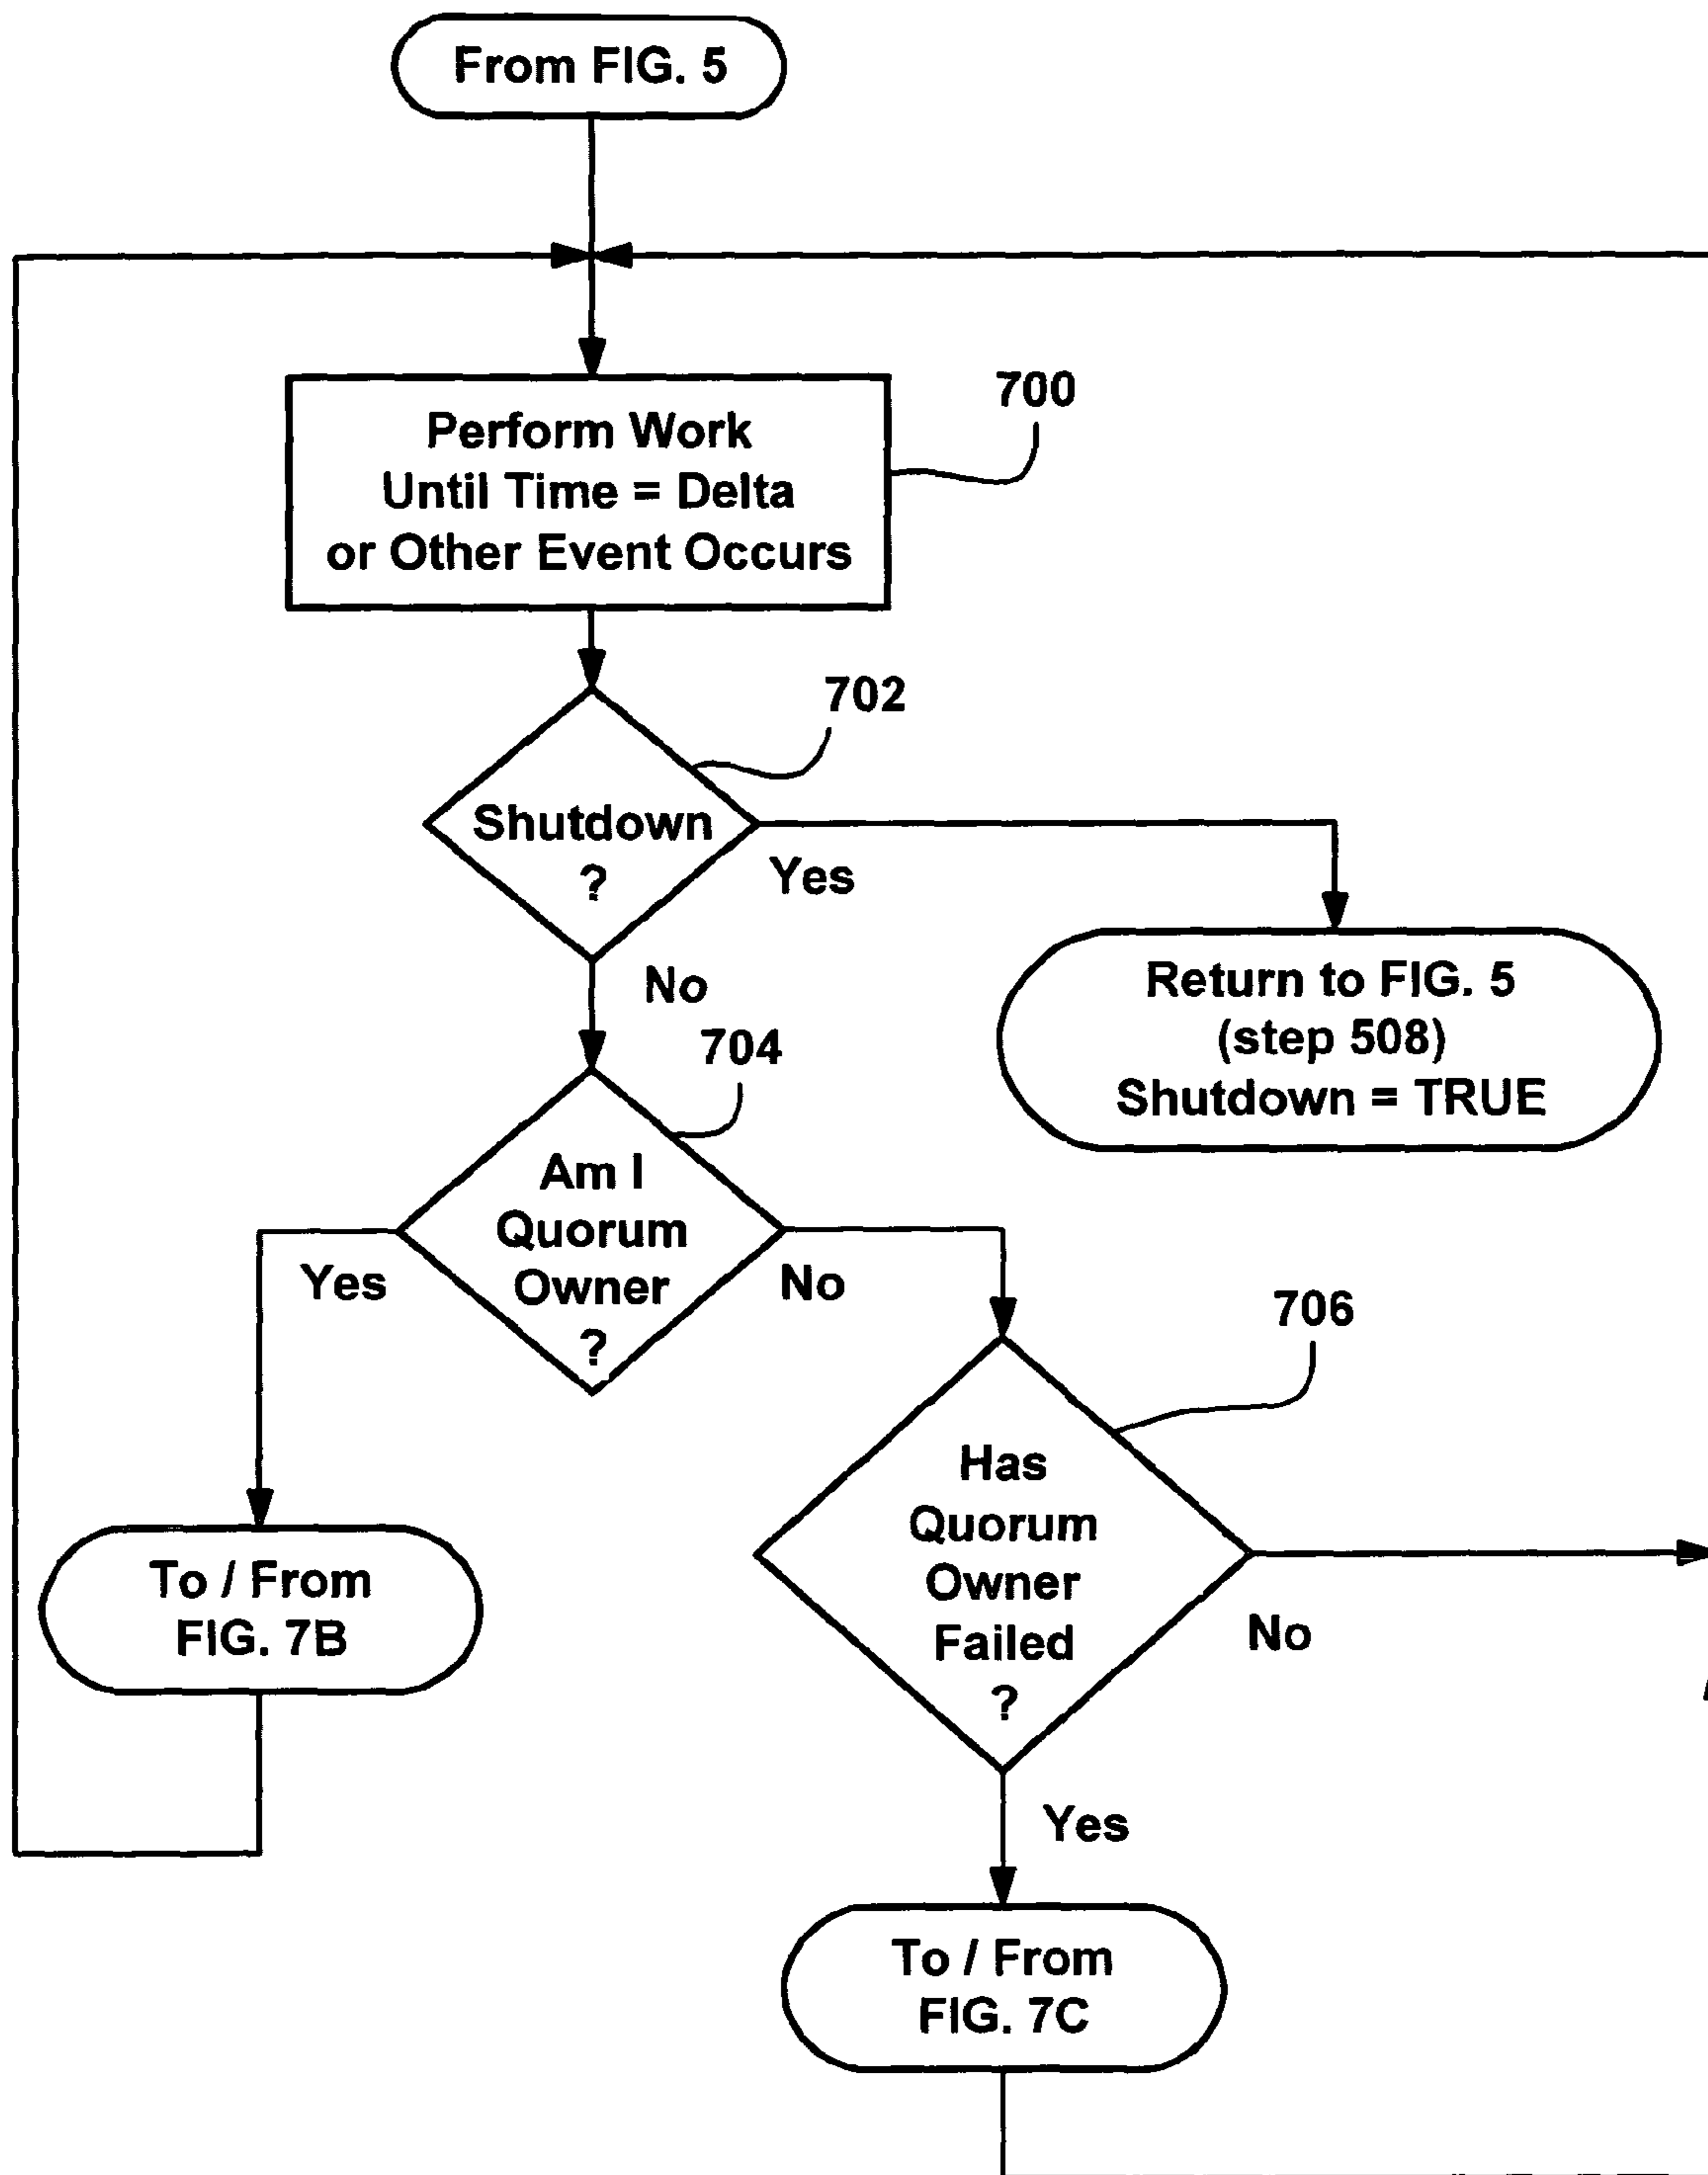 From FIG. 5
700
Perform Work
Until Time = Delta
or Other Event Occurs
702
Shutdown
?
Yes
No
Return to FIG. 5
(step 508)
Shutdown = TRUE
704
Am I
Quorum
Owner
?
Yes
No
706
Has
Quorum
Owner
Failed
?
No
Yes
To / From
FIG. 7B
To / From
FIG. 7C